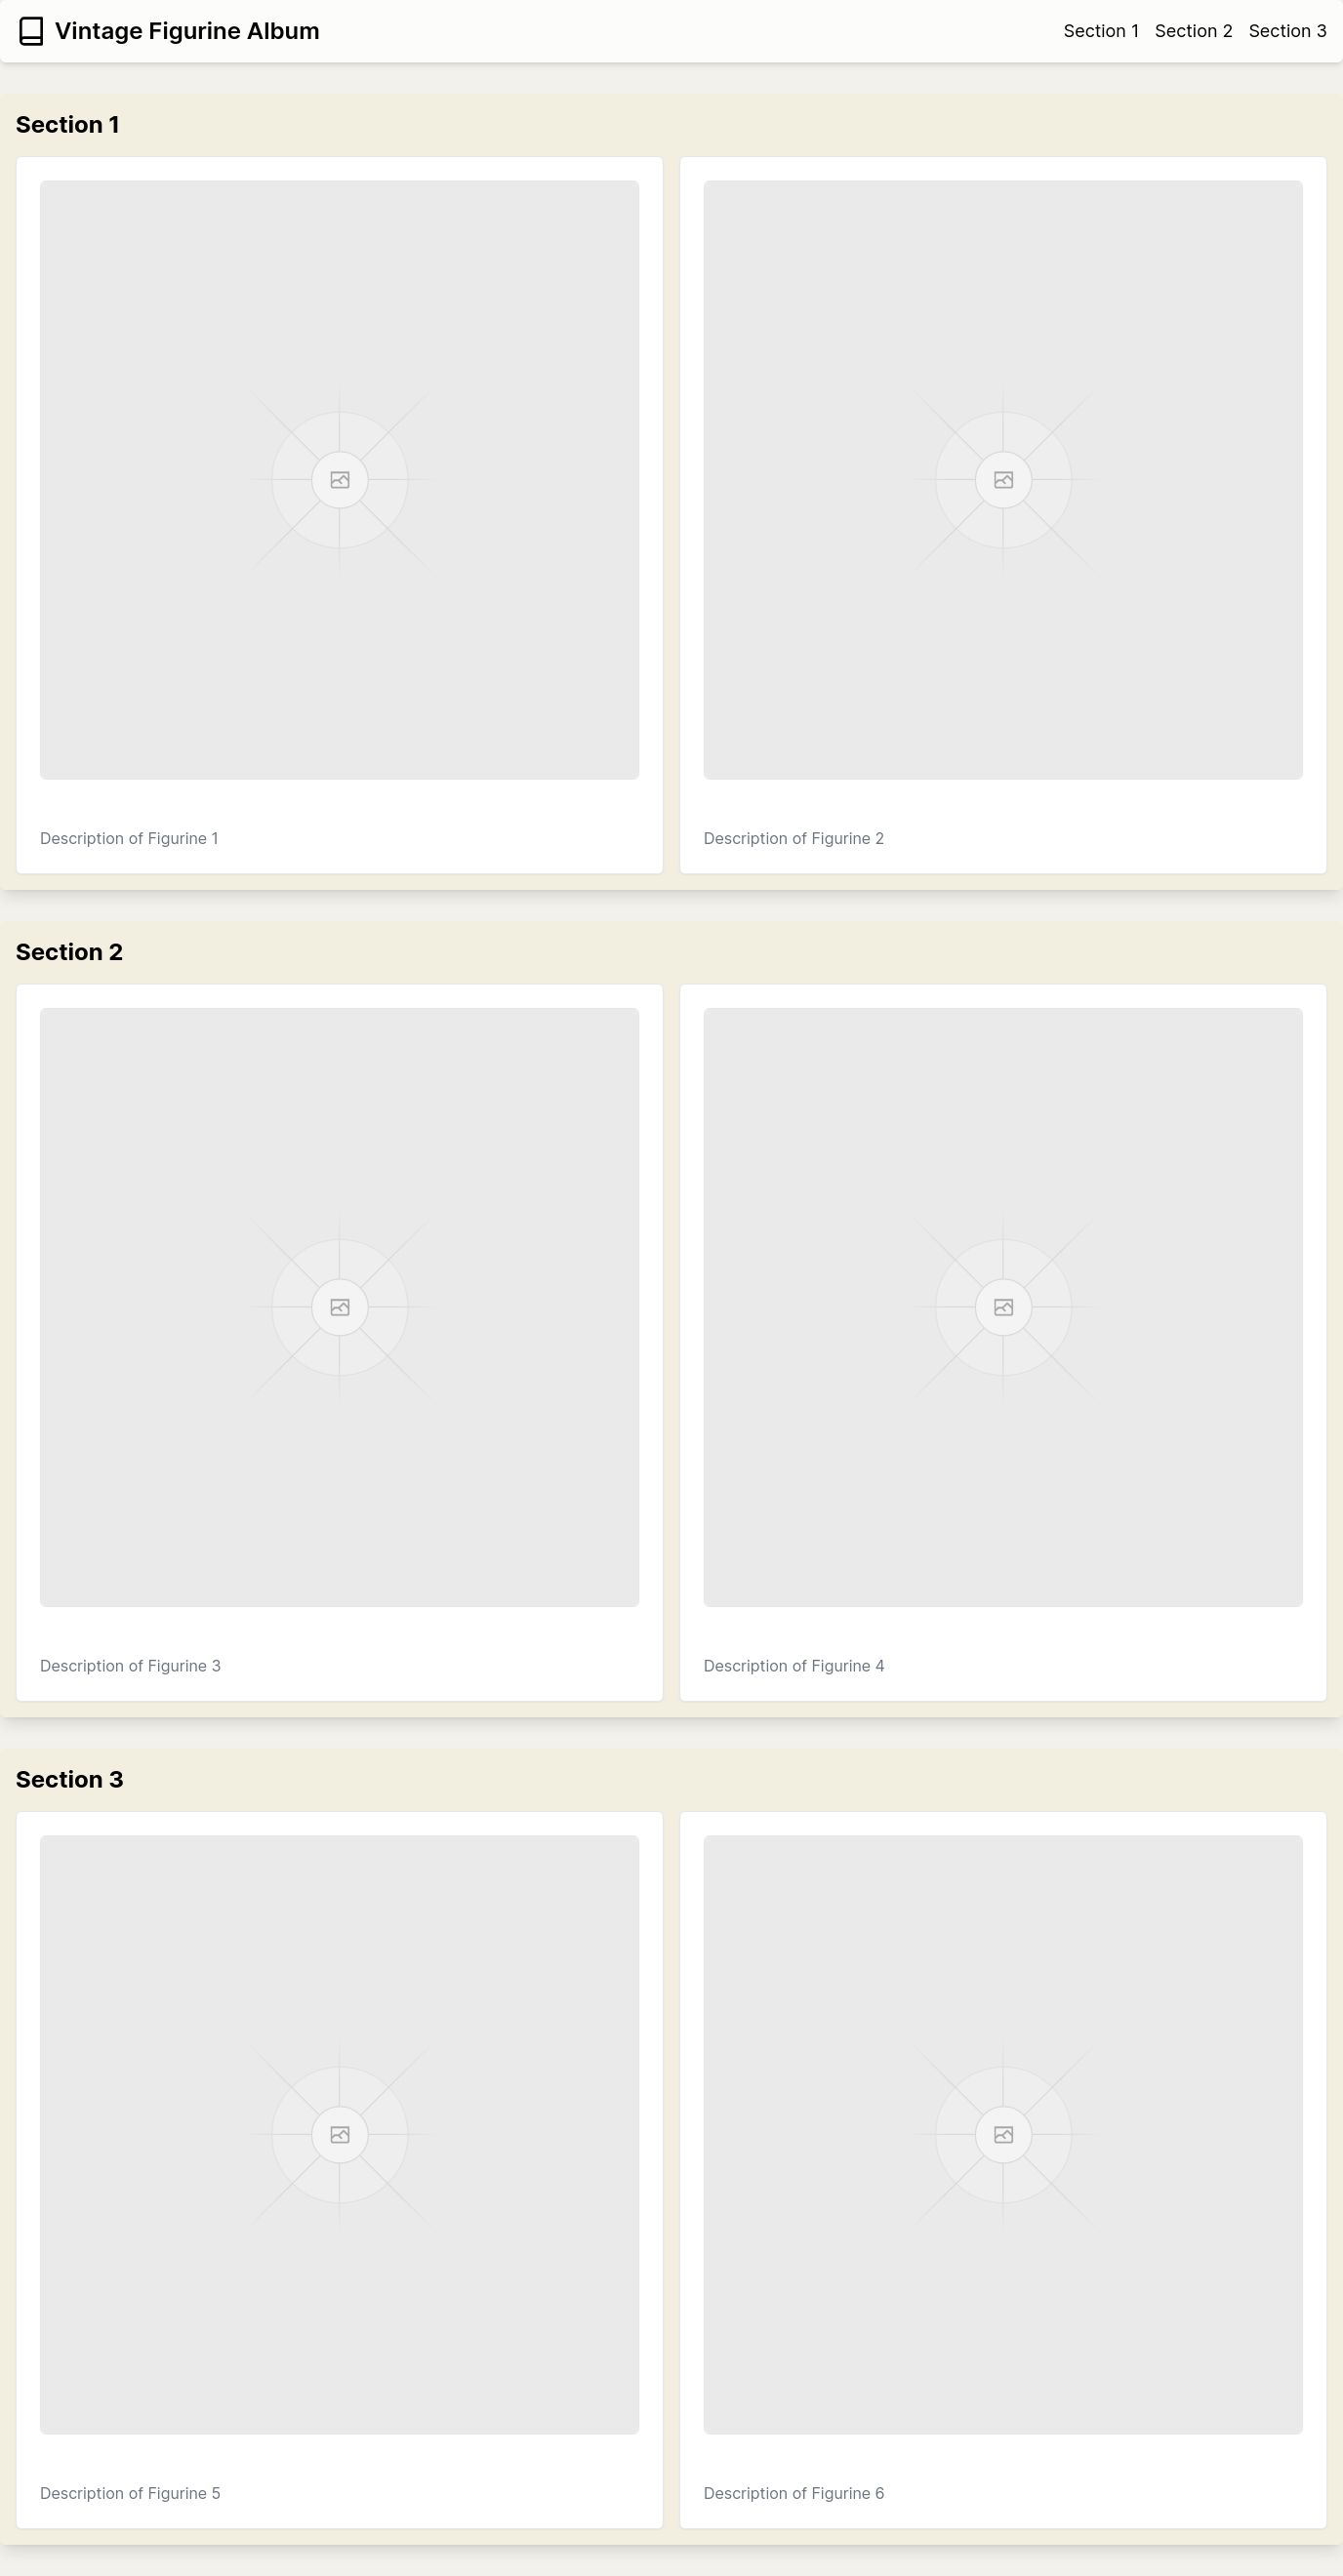 Vintage Figurine Album
Section 1 Section 2 Section 3
Section 1
Description of Figurine 1
Description of Figurine 2
Section 2
Description of Figurine 3
Description of Figurine 4
Section 3
Description of Figurine 5
Description of Figurine 6